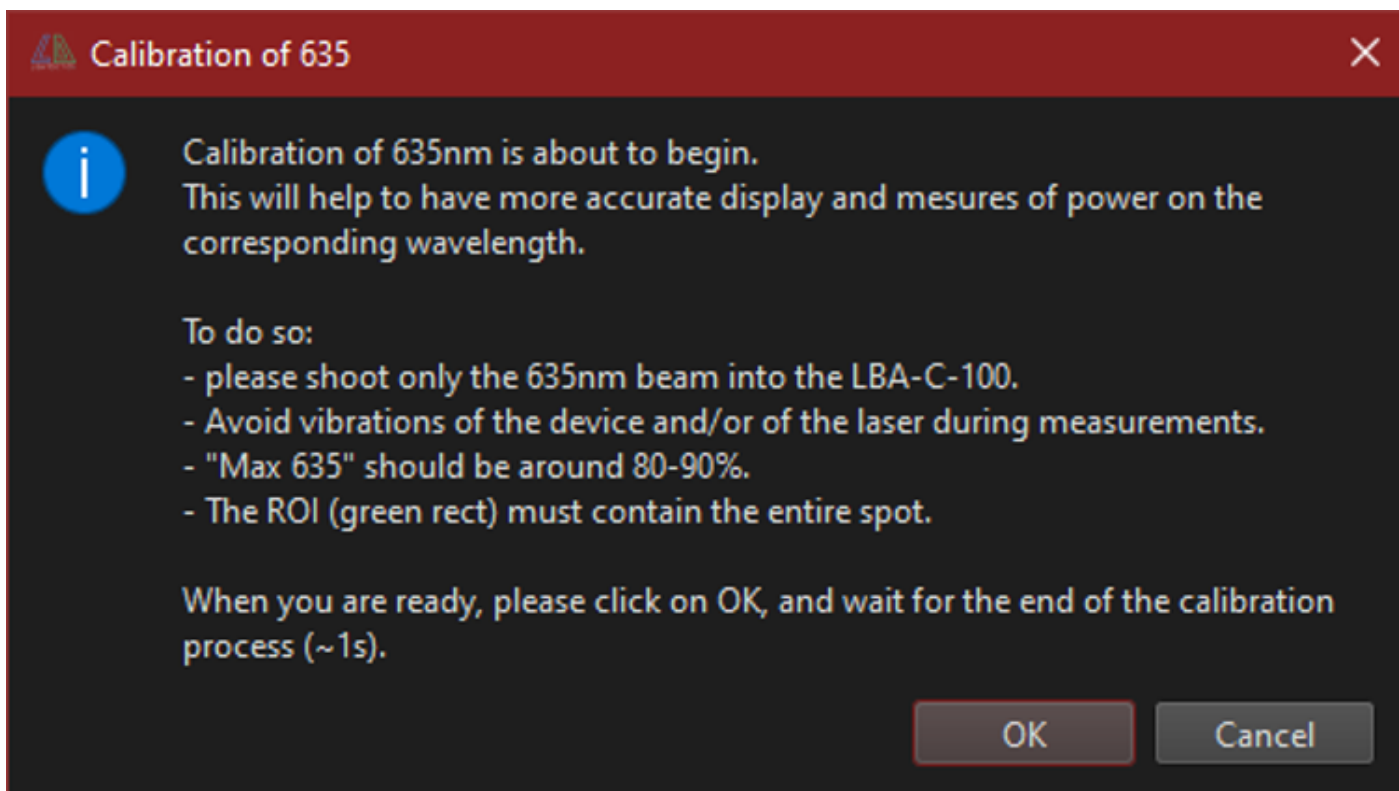 Calibration of 635
Calibration of 635nm is about to begin.
This will help to have more accurate display and mesures of power on the
corresponding wavelength.
To do so:
- please shoot only the 635nm beam into the LBA-C-100.
- Avoid vibrations of the device and/or of the laser during measurements.
- "Max 635" should be around 80-90%.
- The ROI (green rect) must contain the entire spot.
When you are ready, please click on OK, and wait for the end of the calibration
process (~1s).
OK
Cancel